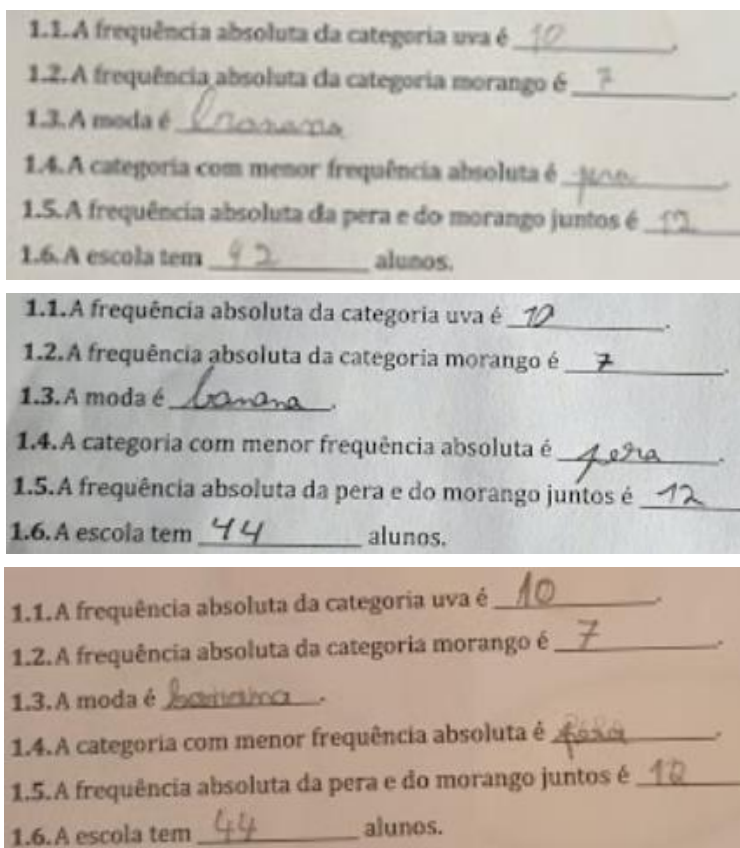 1.1. A frequência absoluta da categoria uva é 10.
1.2. A frequência absoluta da categoria morango é 7.
1.3. A moda é banana
1.4. A categoria com menor frequência absoluta é pera.
1.5. A frequência absoluta da pera e do morango juntos é 12
1.6. A escola tem 42 alunos.
1.1. A frequência absoluta da categoria uva é 10.
1.2. A frequência absoluta da categoria morango é 7.
1.3. A moda é banana.
1.4. A categoria com menor frequência absoluta é pera.
1.5. A frequência absoluta da pera e do morango juntos é 12
1.6. A escola tem 44 alunos.
1.1. A frequência absoluta da categoria uva é 10.
1.2. A frequência absoluta da categoria morango é 7.
1.3. A moda é banana.
1.4. A categoria com menor frequência absoluta é pera.
1.5. A frequência absoluta da pera e do morango juntos é 12
1.6. A escola tem 44 alunos.